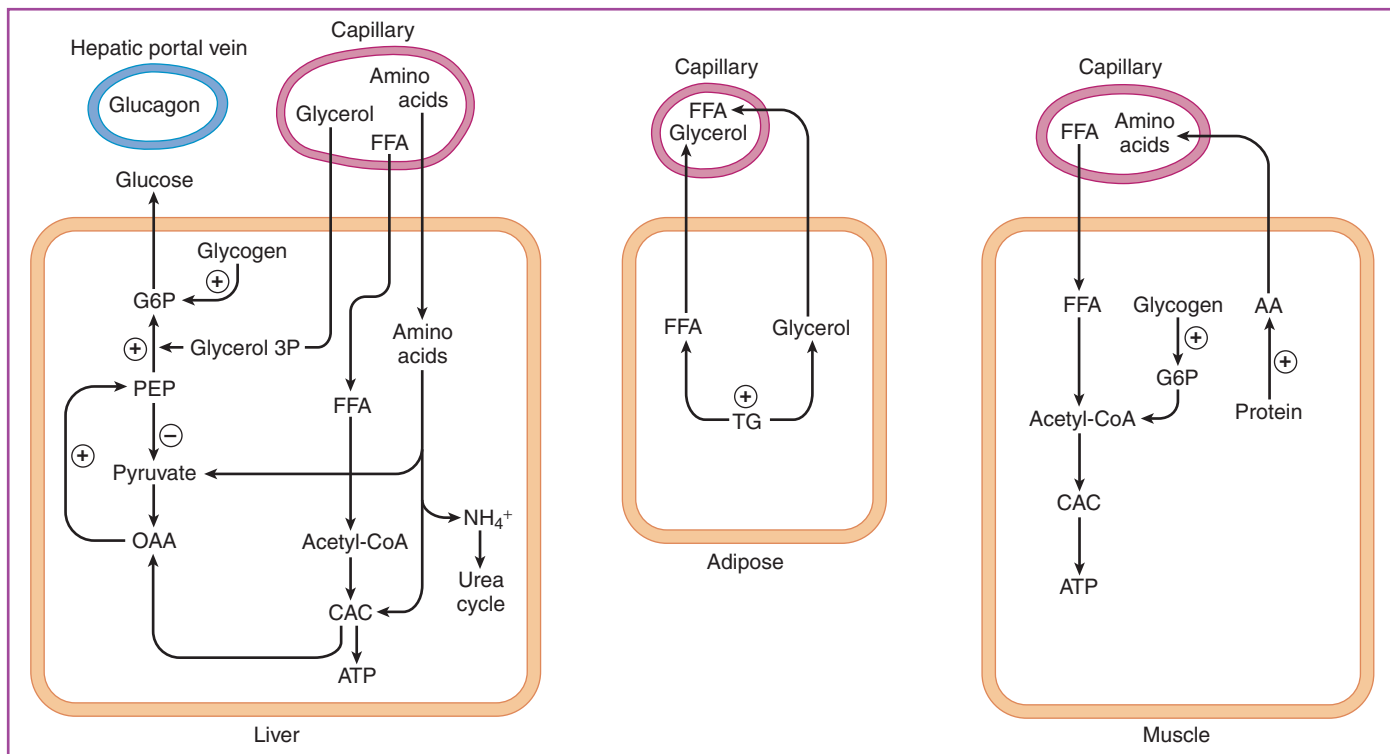 Hepatic portal vein
Glucagon
Capillary
Amino
acids
Glycerol
FFA
Glucose
Glycogen
+
G6P
+
Glycerol 3P
Amino
acids
PEP
FFA
−
+
Pyruvate
NH₄⁺
OAA
Acetyl-CoA
Urea
cycle
CAC
ATP
Liver
Capillary
FFA
Glycerol
FFA
Glycerol
+
TG
Adipose
Capillary
FFA
Amino
acids
FFA
Glycogen
AA
+
G6P
+
Acetyl-CoA
Protein
CAC
ATP
Muscle